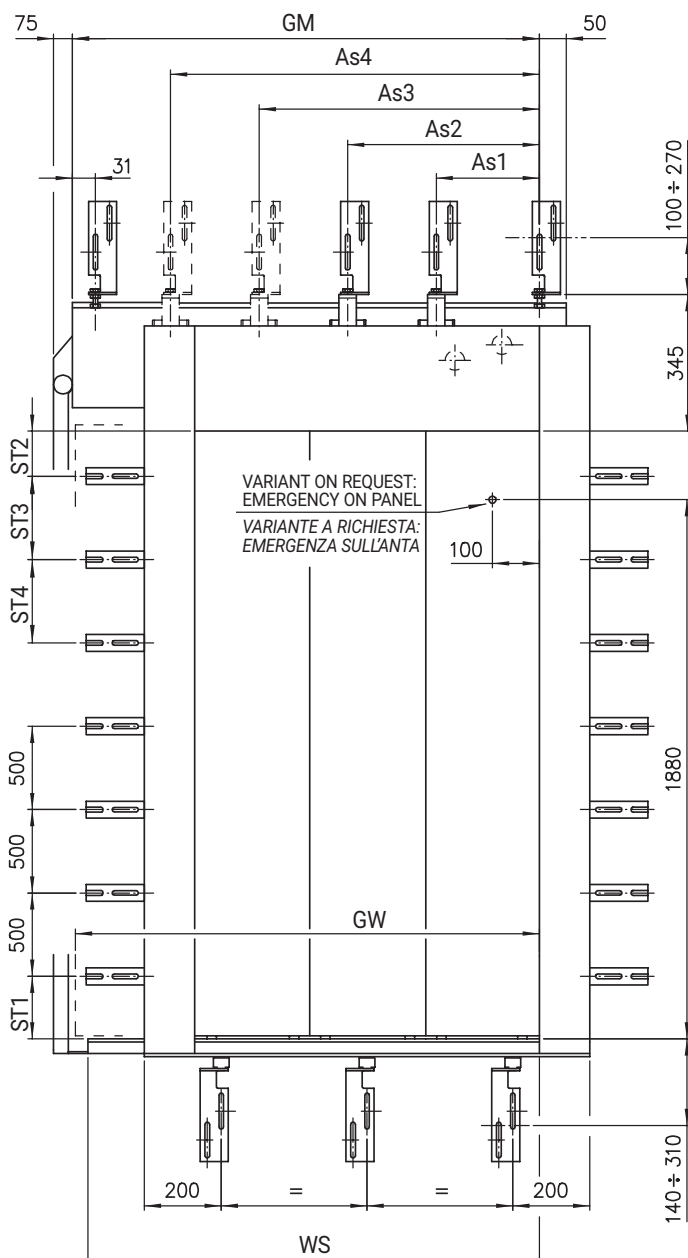 75
GM
50
As4
As3
As2
As1
31
100 ÷ 270
345
ST2
ST3
ST4
VARIANT ON REQUEST:
EMERGENCY ON PANEL
VARIANTE A RICHIESTA:
EMERGENZA SULL'ANTA
100
1880
500
500
500
GW
ST1
200
=
=
200
140 ÷ 310
WS